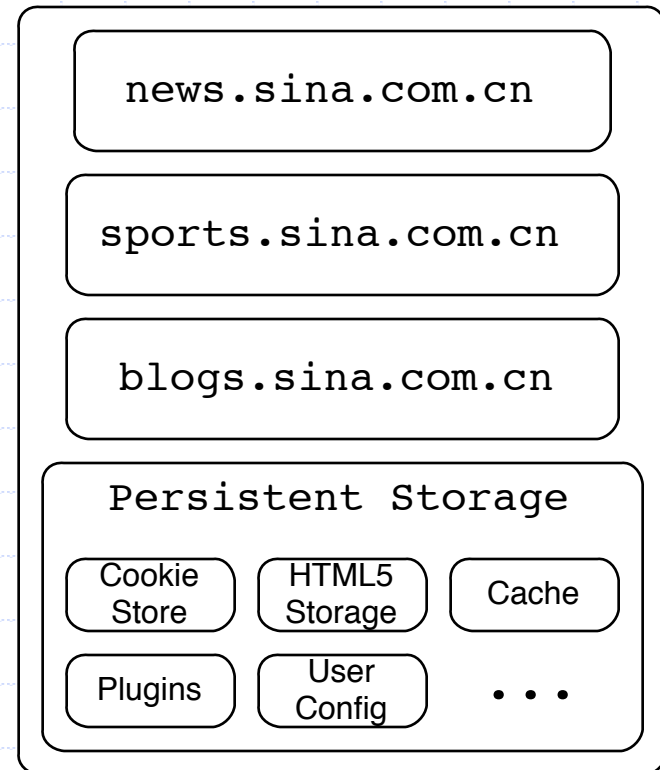 news.sina.com.cn
sports.sina.com.cn
blogs.sina.com.cn
Persistent Storage
Cookie
Store
HTML5
Storage
Cache
Plugins
User
Config
...